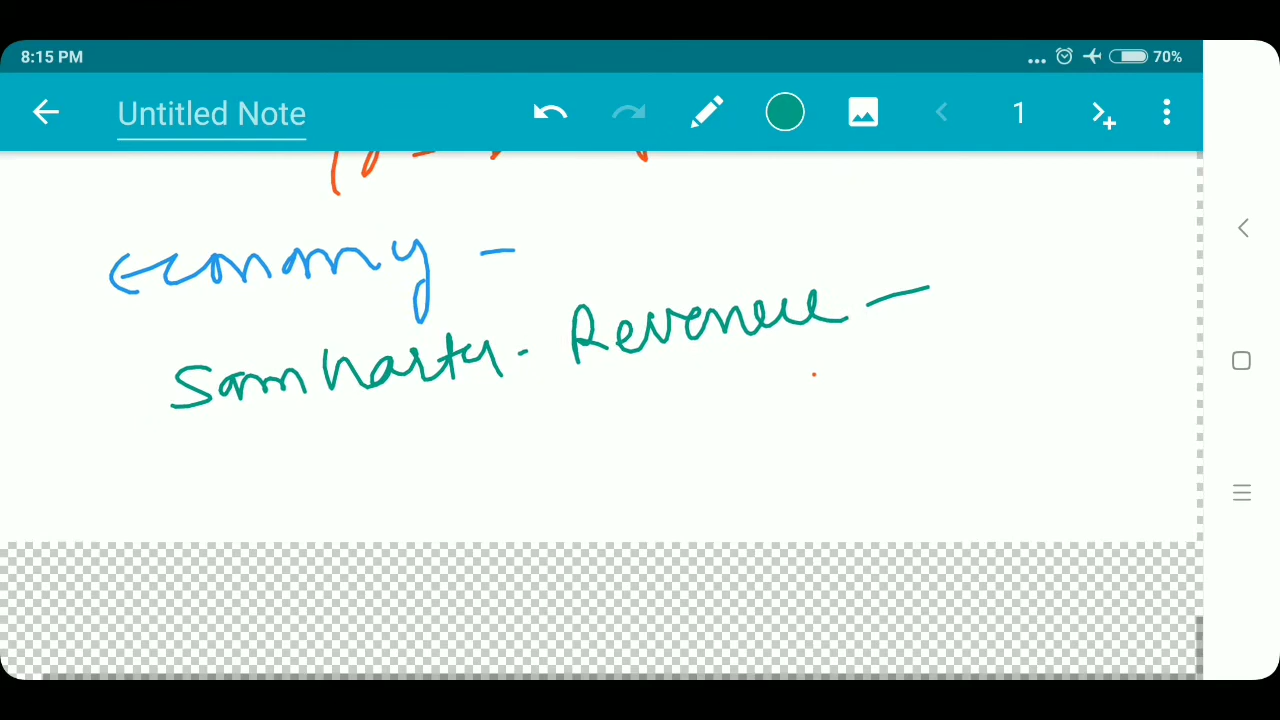 8:15 PM ... 70%
Untitled Note 1
Economy -
Samharta - Revenue -